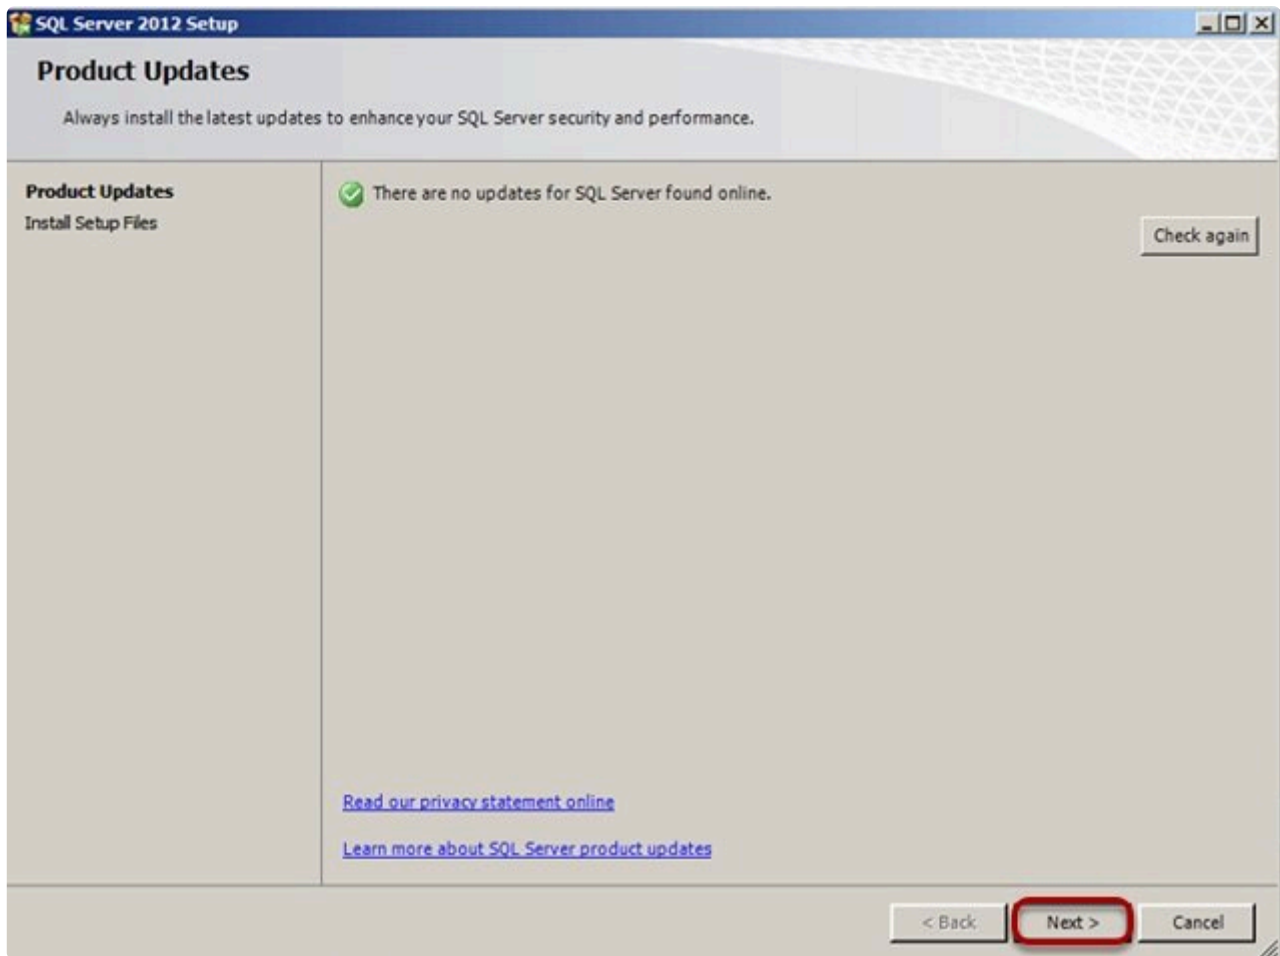 SQL Server 2012 Setup
Product Updates
Always install the latest updates to enhance your SQL Server security and performance.
Product Updates
Install Setup Files
There are no updates for SQL Server found online.
Check again
Read our privacy statement online
Learn more about SQL Server product updates
< Back
Next >
Cancel